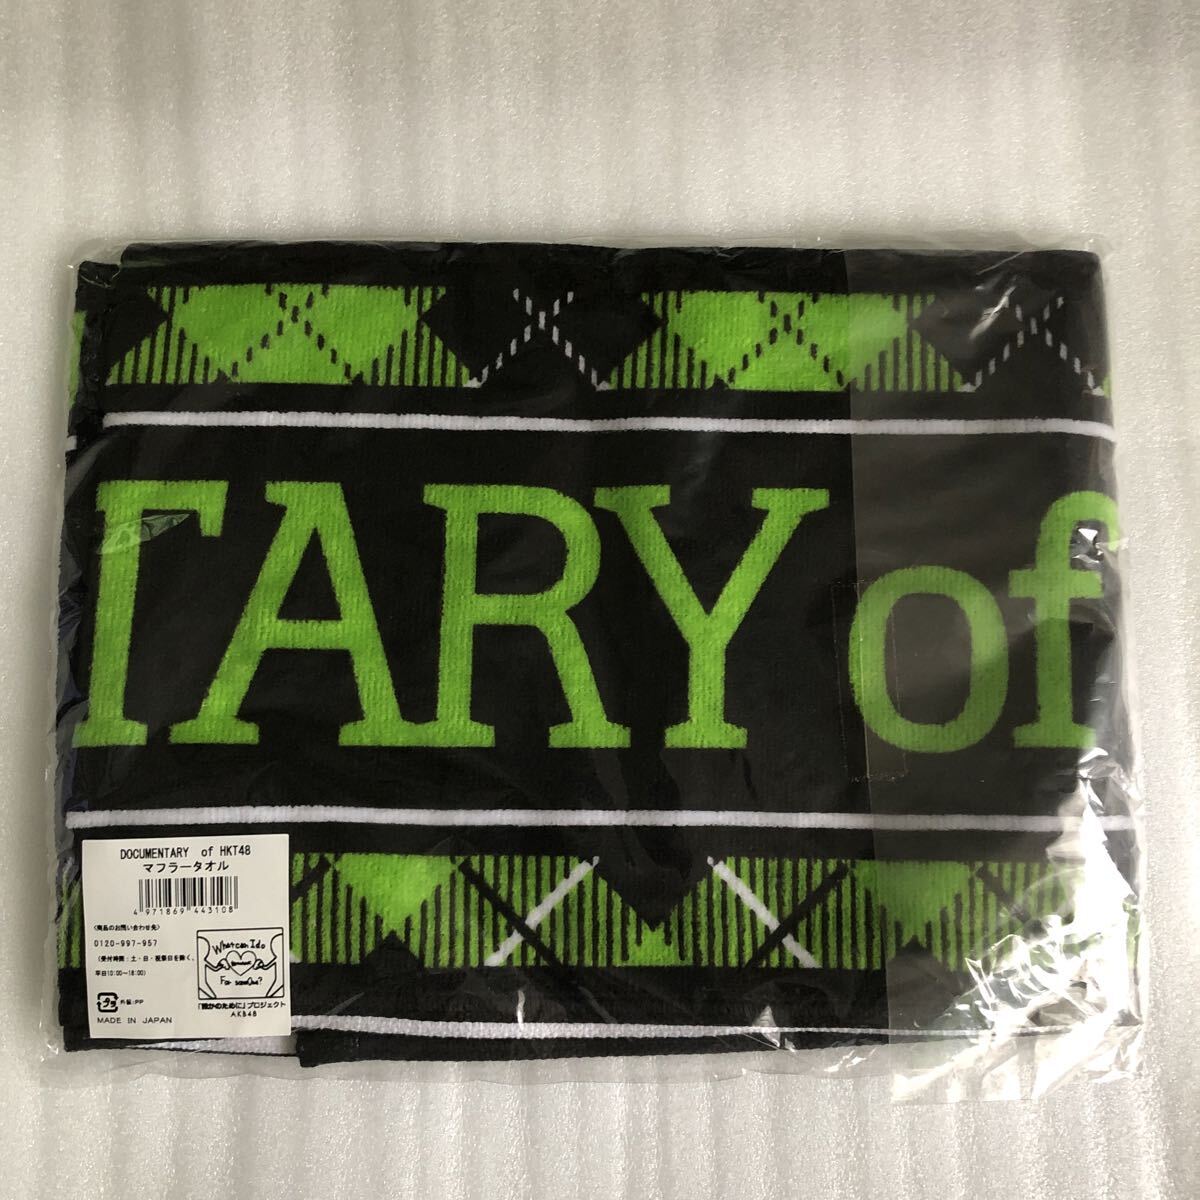 TARY of
DOCUMENTARY of HKT48
マフラータオル
4 971869 443108
<商品のお問い合わせ先>
0120-997-957
(受付時間：土・日・祝祭日を除く、
平日10:00～18:00)
What can I do
For someone?
プラ 外装:PP
「誰かのために」プロジェクト
AKB48
MADE IN JAPAN